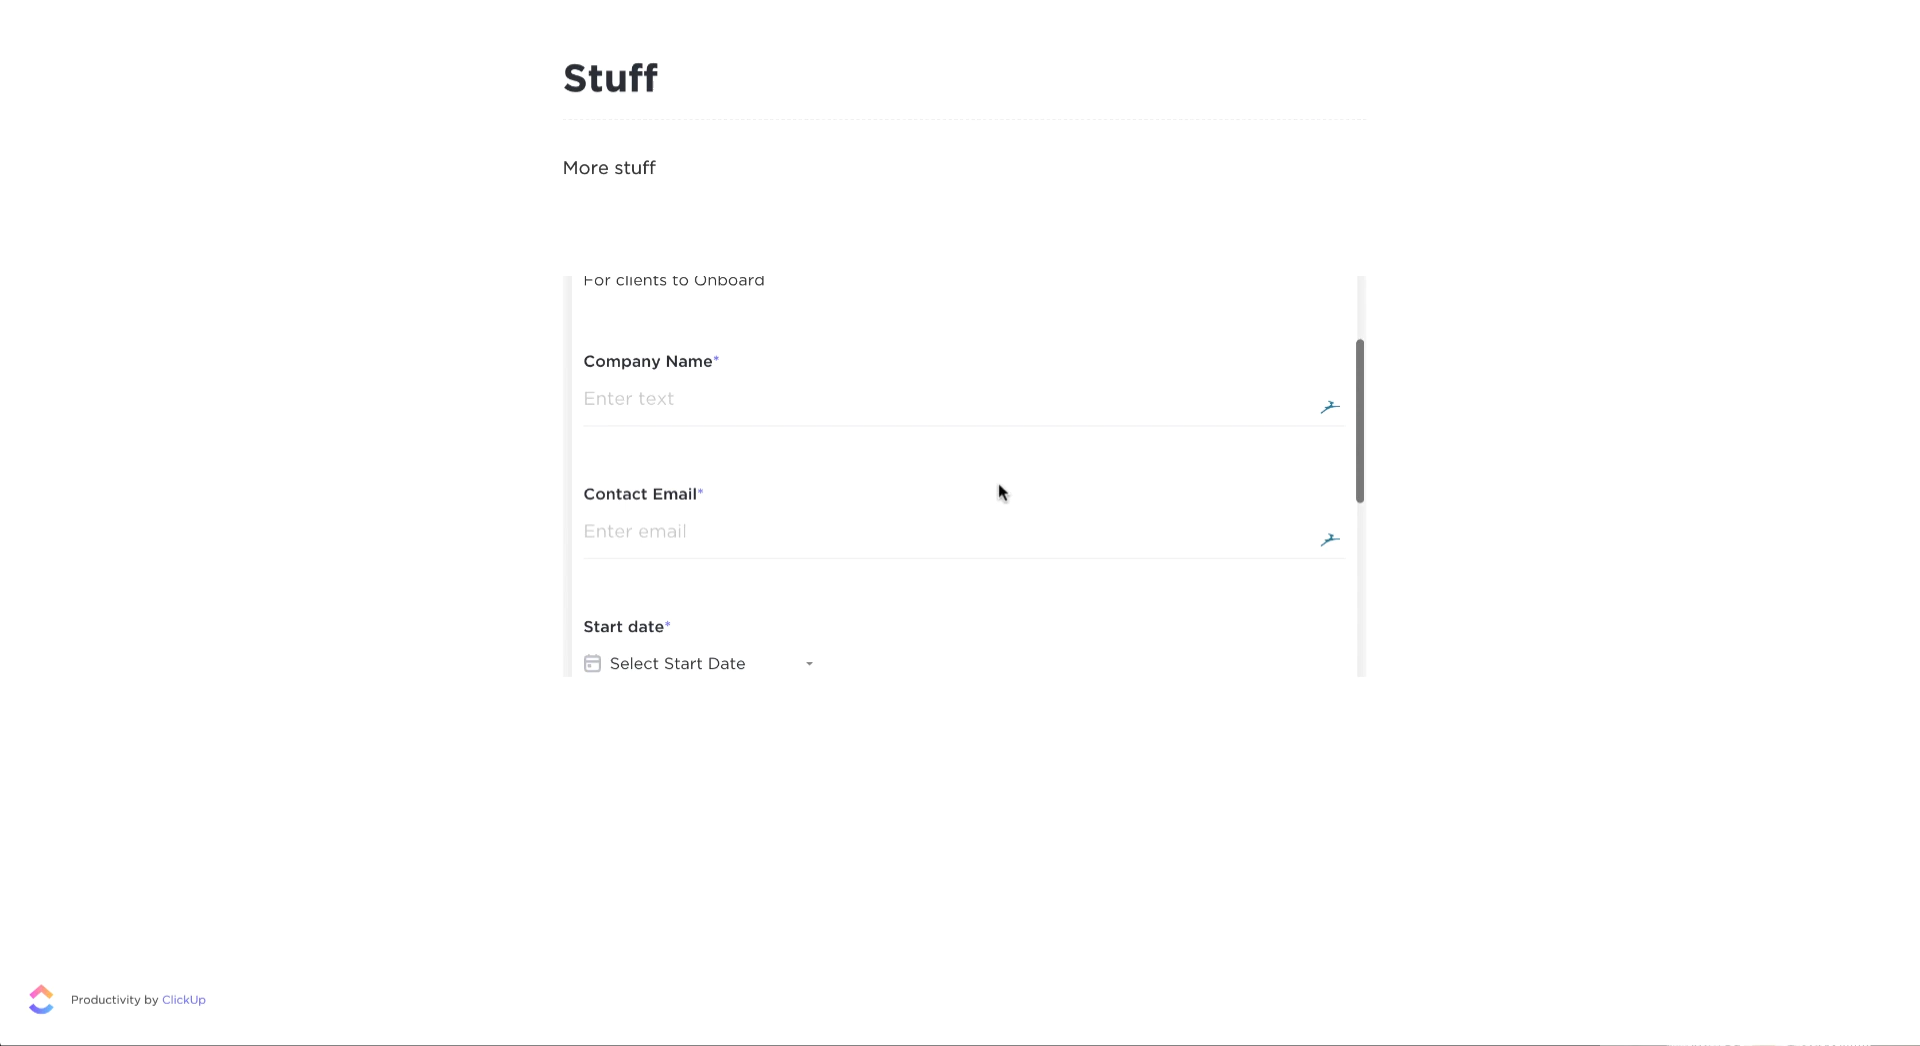 Stuff
More stuff
For clients to Onboard
Company Name*
Enter text
Contact Email*
Enter email
Start date*
Select Start Date
Productivity by ClickUp